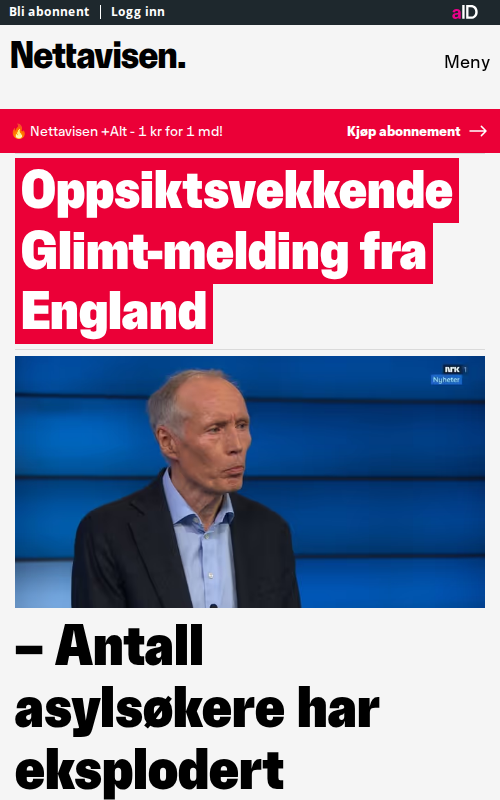 Bli abonnent | Logg inn
aID
Nettavisen.
Meny
🔥 Nettavisen +Alt - 1 kr for 1 md!
Kjøp abonnement →
Oppsiktsvekkende
Glimt-melding fra
England
NRK 1
Nyheter
– Antall
asylsøkere har
eksplodert